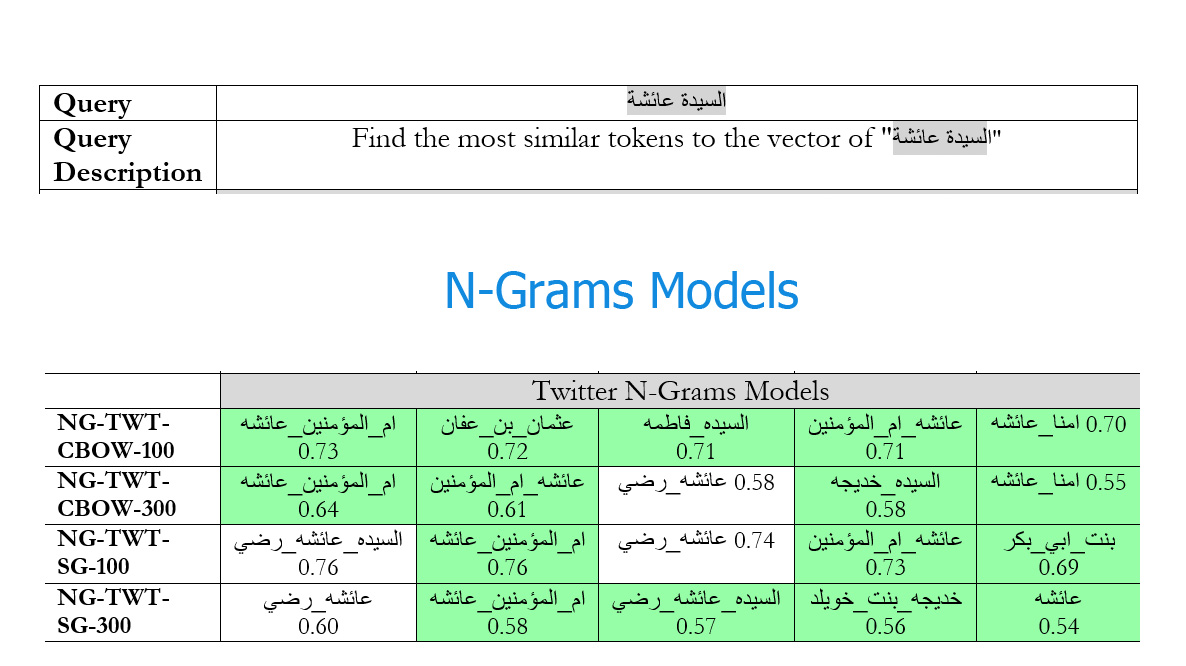 Query
السيدة عائشة
Query
Description
Find the most similar tokens to the vector of "السيدة عائشة"
N-Grams Models
Twitter N-Grams Models
NG-TWT-
CBOW-100
ام_المؤمنين_عائشه
0.73
عثمان_بن_عفان
0.72
السيده_فاطمه
0.71
عائشه_ام_المؤمنين
0.71
امنا_عائشه 0.70
NG-TWT-
CBOW-300
ام_المؤمنين_عائشه
0.64
عائشه_ام_المؤمنين
0.61
عائشه_رضي 0.58
السيده_خديجه
0.58
امنا_عائشه 0.55
NG-TWT-
SG-100
السيده_عائشه_رضي
0.76
ام_المؤمنين_عائشه
0.76
عائشه_رضي 0.74
عائشه_ام_المؤمنين
0.73
بنت_ابي_بكر
0.69
NG-TWT-
SG-300
عائشه_رضي
0.60
ام_المؤمنين_عائشه
0.58
السيده_عائشه_رضي
0.57
خديجه_بنت_خويلد
0.56
عائشه
0.54